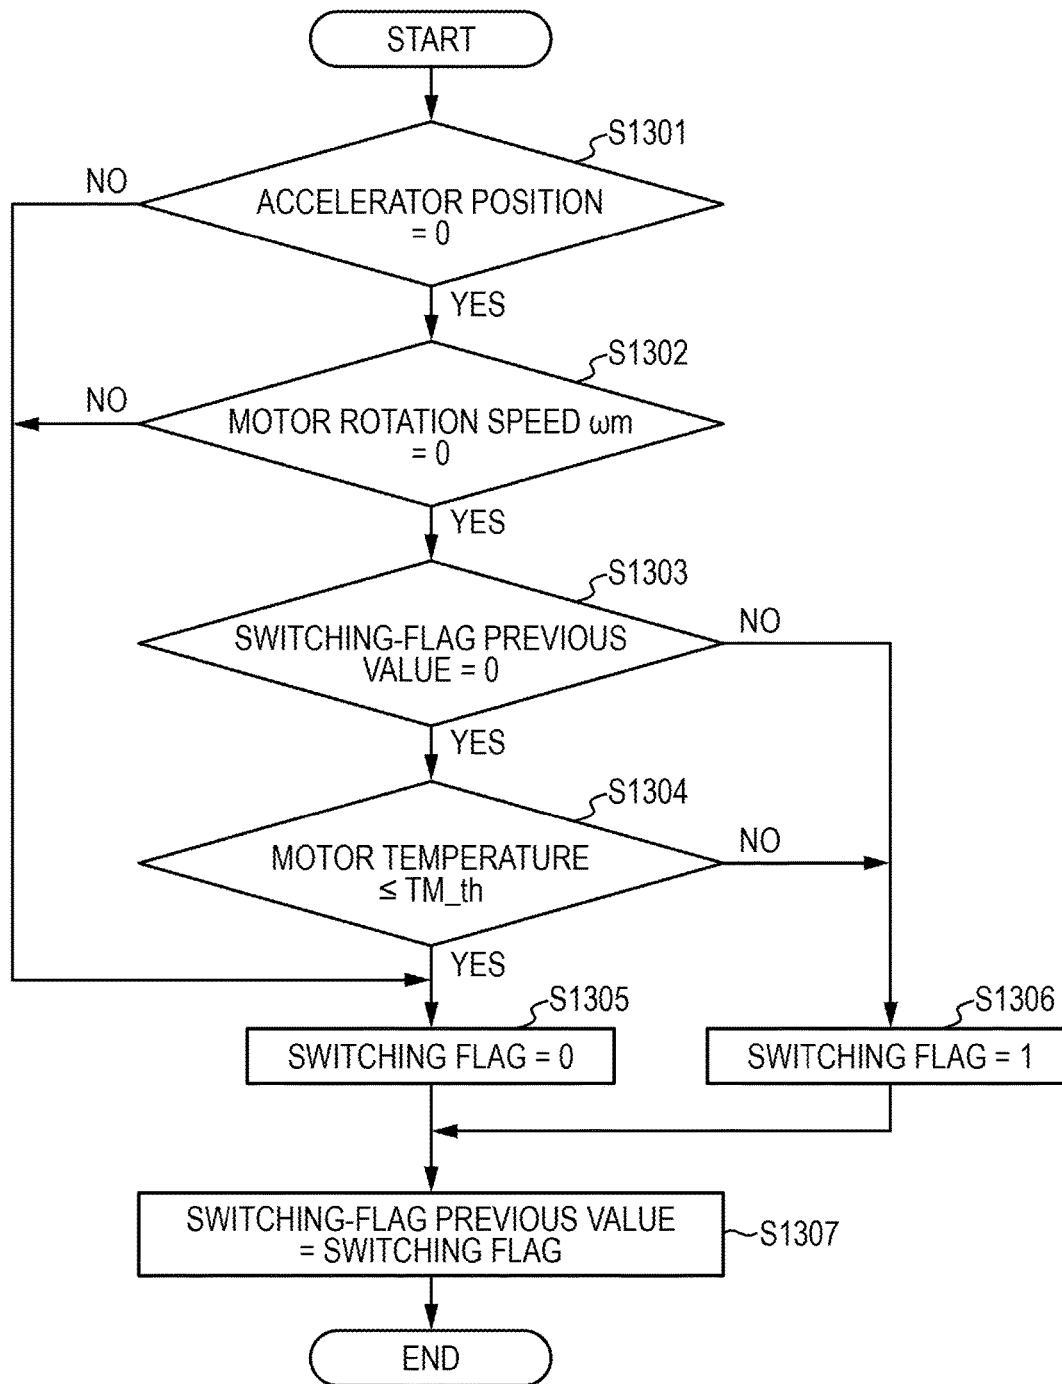 START
S1301
NO
ACCELERATOR POSITION
= 0
YES
S1302
NO
MOTOR ROTATION SPEED ωm
= 0
YES
S1303
NO
SWITCHING-FLAG PREVIOUS
VALUE = 0
YES
S1304
NO
MOTOR TEMPERATURE
≤ TM_th
YES
S1305
S1306
SWITCHING FLAG = 0
SWITCHING FLAG = 1
SWITCHING-FLAG PREVIOUS VALUE
= SWITCHING FLAG
S1307
END